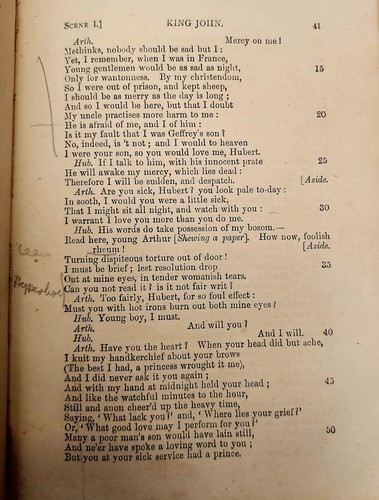 SCENE I.] KING JOHN. 41
Arth. Mercy on me!
Methinks, nobody should be sad but I:
Yet, I remember, when I was in France,
Young gentlemen would be as sad as night, 15
Only for wantonness. By my christendom,
So I were out of prison, and kept sheep,
I should be as merry as the day is long;
And so I would be here, but that I doubt
My uncle practises more harm to me: 20
He is afraid of me, and I of him:
Is it my fault that I was Geffrey's son?
No, indeed, is 't not; and I would to heaven
I were your son, so you would love me, Hubert.
Hub. If I talk to him, with his innocent prate 25
He will awake my mercy, which lies dead:
Therefore I will be sudden, and despatch. [Aside.
Arth. Are you sick, Hubert? you look pale to-day:
In sooth, I would you were a little sick,
That I might sit all night, and watch with you: 30
I warrant I love you more than you do me.
Hub. His words do take possession of my bosom.—
Read here, young Arthur [Shewing a paper]. How now, foolish
rheum! [Aside.
Turning dispiteous torture out of door!
I must be brief; lest resolution drop 35
Out at mine eyes, in tender womanish tears.
Can you not read it? is it not fair writ?
Arth. Too fairly, Hubert, for so foul effect:
Must you with hot irons burn out both mine eyes?
Hub. Young boy, I must.
Arth. And will you?
Hub. And I will. 40
Arth. Have you the heart? When your head did but ache,
I knit my handkerchief about your brows
(The best I had, a princess wrought it me),
And I did never ask it you again;
And with my hand at midnight held your head; 45
And like the watchful minutes to the hour,
Still and anon cheer'd up the heavy time,
Saying, 'What lack you?' and, 'Where lies your grief?'
Or, 'What good love may I perform for you?'
Many a poor man's son would have lain still, 50
And ne'er have spoke a loving word to you;
But you at your sick service had a prince.